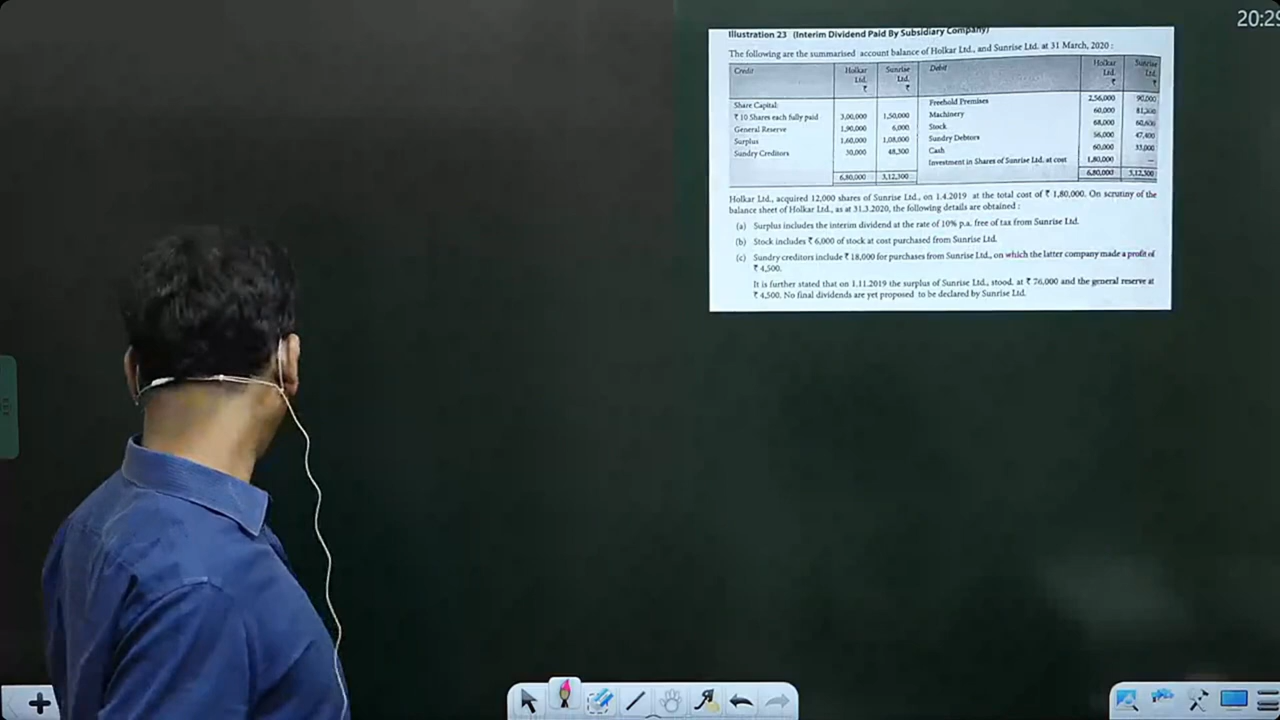 20:29
Illustration 23 (Interim Dividend Paid By Subsidiary Company)
The following are the summarised account balance of Holkar Ltd., and Sunrise Ltd. at 31 March, 2020 :
Credit Holkar Ltd. ₹ Sunrise Ltd. ₹ Debit Holkar Ltd. ₹ Sunrise Ltd. ₹
Share Capital: Freehold Premises 2,56,000 90,000
₹ 10 Shares each fully paid 3,00,000 1,50,000 Machinery 60,000 81,300
General Reserve 1,90,000 6,000 Stock 68,000 60,600
Surplus 1,60,000 1,08,000 Sundry Debtors 56,000 47,400
Sundry Creditors 30,000 48,300 Cash 60,000 33,000
Investment in Shares of Sunrise Ltd. at cost 1,80,000 —
6,80,000 3,12,300 6,80,000 3,12,300
Holkar Ltd., acquired 12,000 shares of Sunrise Ltd., on 1.4.2019 at the total cost of ₹ 1,80,000. On scrutiny of the
balance sheet of Holkar Ltd., as at 31.3.2020, the following details are obtained :
(a) Surplus includes the interim dividend at the rate of 10% p.a. free of tax from Sunrise Ltd.
(b) Stock includes ₹ 6,000 of stock at cost purchased from Sunrise Ltd.
(c) Sundry creditors include ₹ 18,000 for purchases from Sunrise Ltd., on which the latter company made a profit of
₹ 4,500.
It is further stated that on 1.11.2019 the surplus of Sunrise Ltd., stood, at ₹ 76,000 and the general reserve at
₹ 4,500. No final dividends are yet proposed to be declared by Sunrise Ltd.